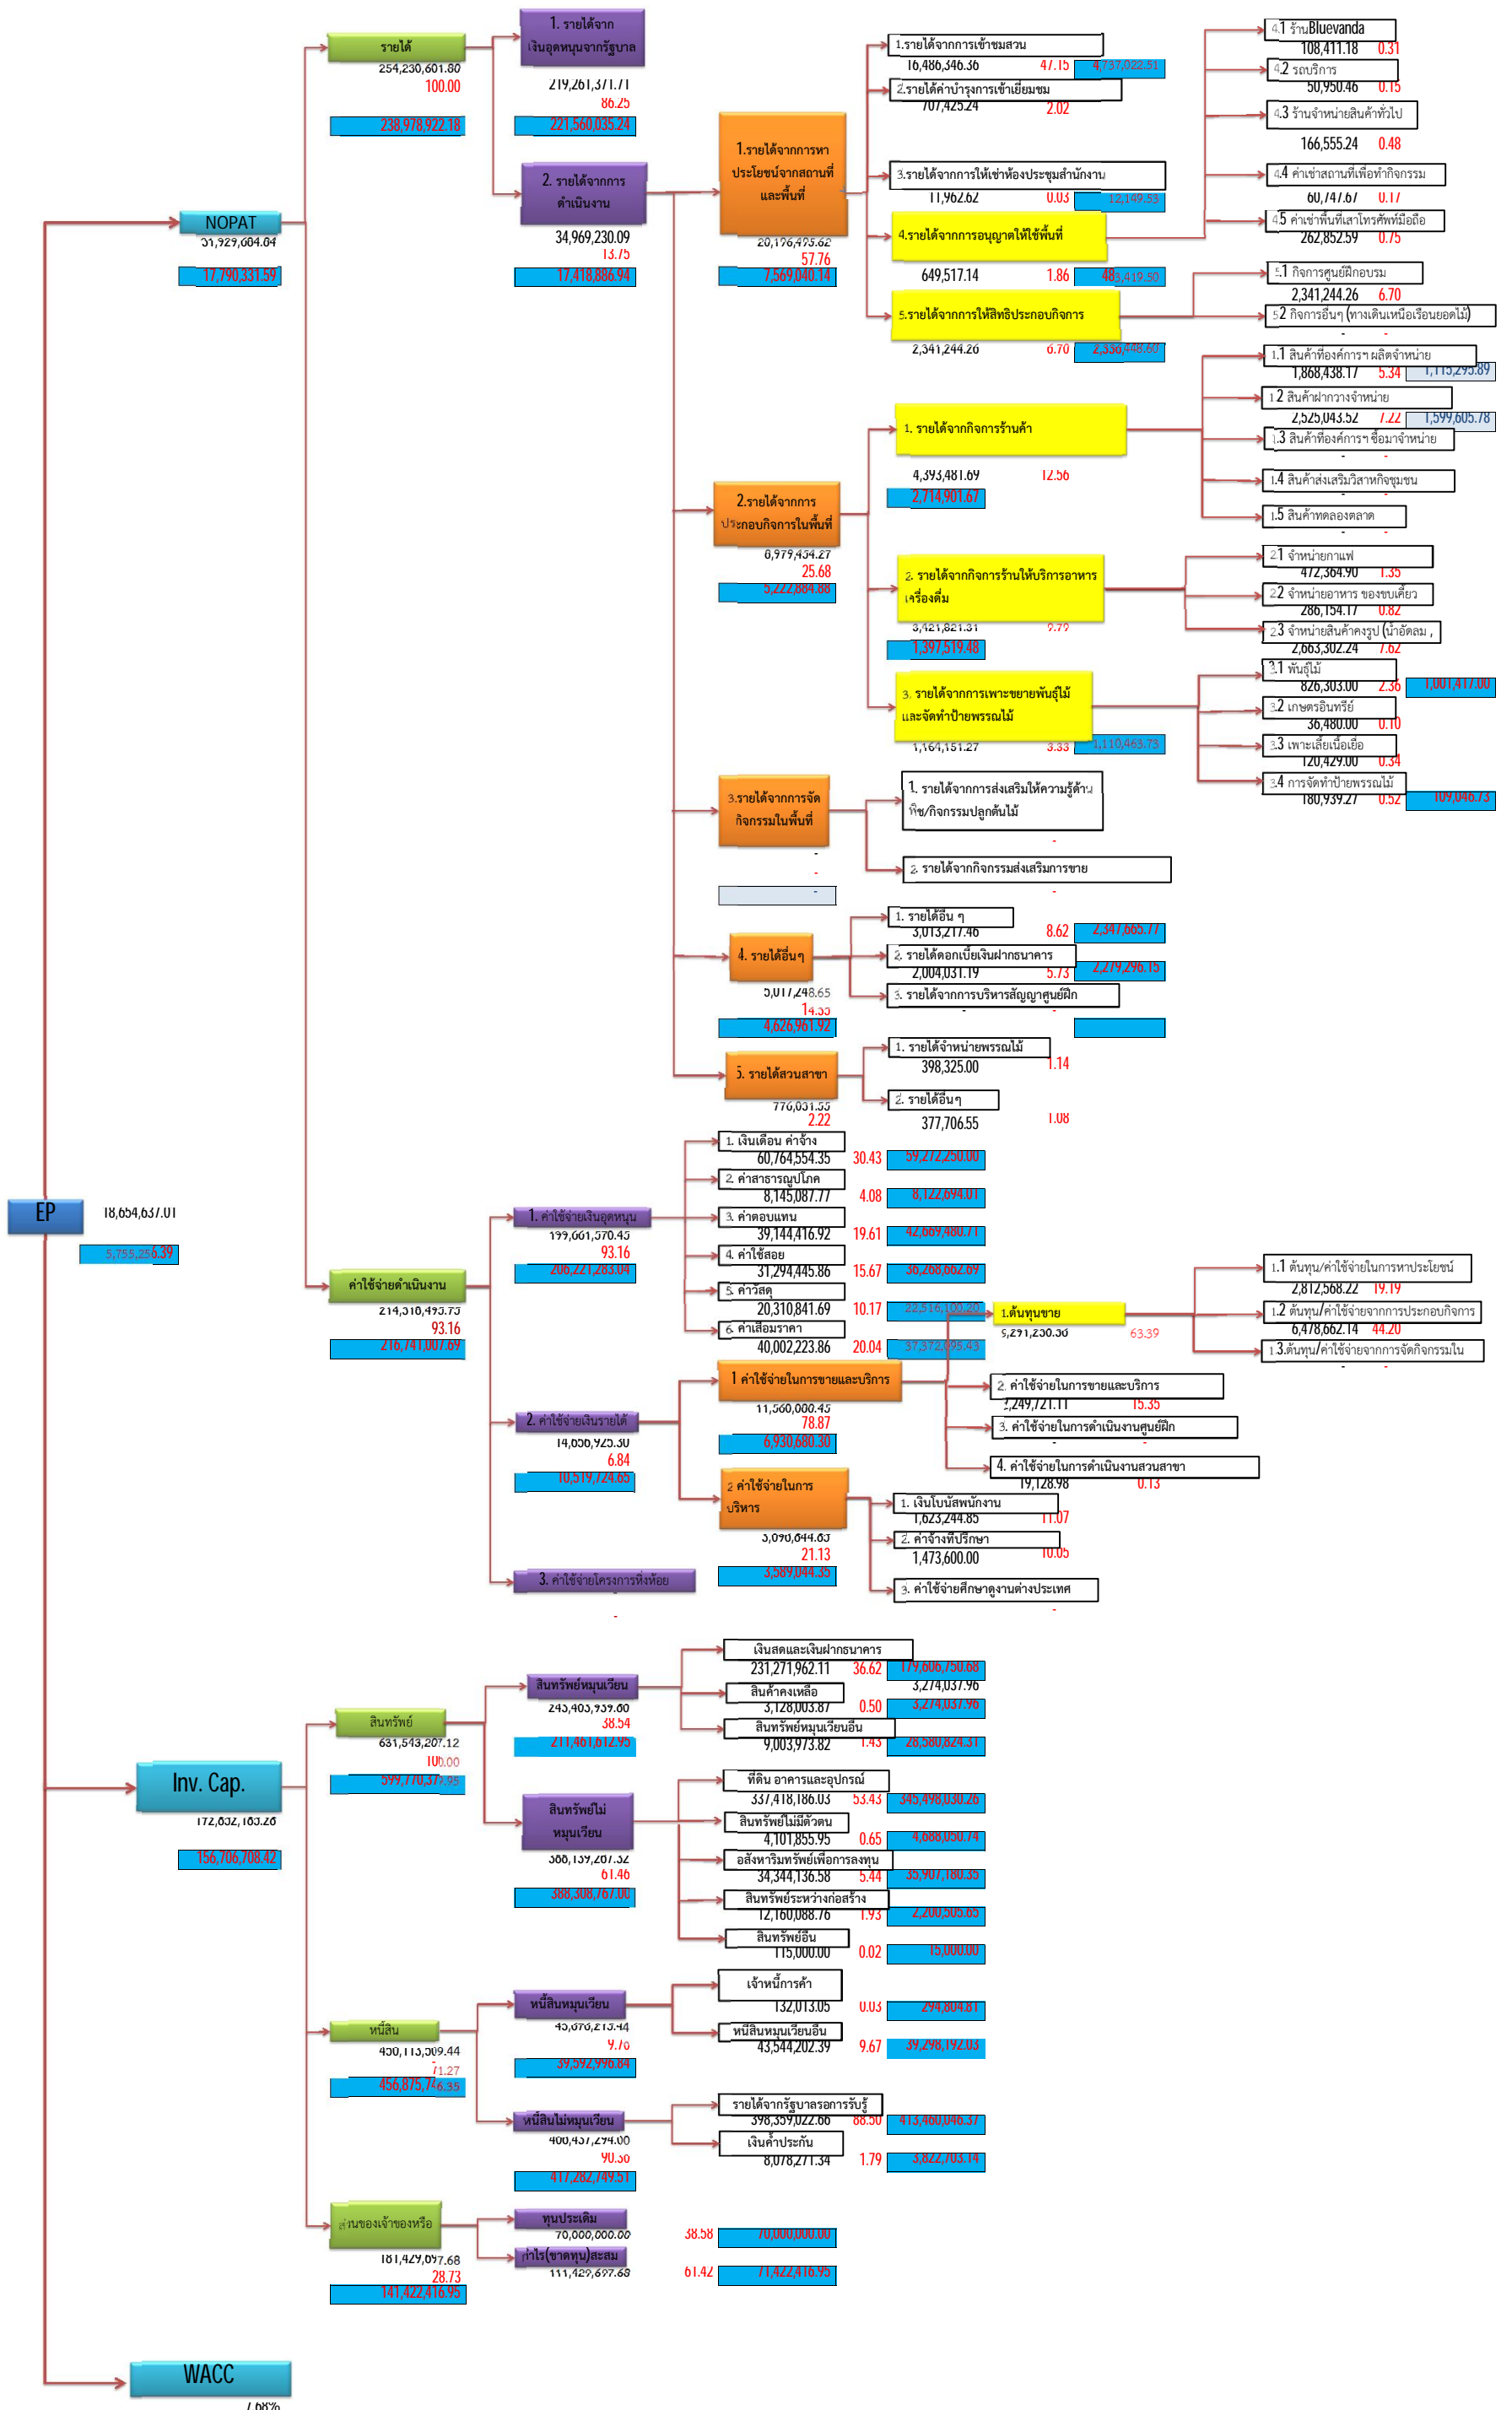 EP
18,654,637.01
NOPAT
17,790,331.59
รายได้
254,230,601.80
100.00
238,978,922.18
1. รายได้จาก
เงินอุดหนุนจากรัฐบาล
219,261,371.71
86.25
221,560,035.24
2. รายได้จากการ
ดำเนินงาน
34,969,230.09
13.75
17,418,886.94
1.รายได้จากการหา
ประโยชน์จากสถานที่
และพื้นที่
57.76
7,569,040.14
1.รายได้จากการเข้าชมสวน
16,486,346.36 47.15 4,737,022.51
2.รายได้ค่าบำรุงการเข้าเยี่ยมชม
707,425.24 2.02
3.รายได้จากการให้เช่าห้องประชุมสำนักงาน
11,962.62 0.03 12,149.53
4.รายได้จากการอนุญาตให้ใช้พื้นที่
649,517.14 1.86 483,419.50
5.รายได้จากการให้สิทธิประกอบกิจการ
2,341,244.26 6.70 2,336,448.60
4.1 ร้านBluevanda
108,411.18 0.31
4.2 รถบริการ
50,950.46 0.15
4.3 ร้านจำหน่ายสินค้าทั่วไป
166,555.24 0.48
4.4 ค่าเช่าสถานที่เพื่อทำกิจกรรม
60,747.67 0.17
4.5 ค่าเช่าพื้นที่เสาโทรศัพท์มือถือ
262,852.59 0.75
5.1 กิจการศูนย์ฝึกอบรม
2,341,244.26 6.70
5.2 กิจการอื่นๆ (ทางเดินเหนือเรือนยอดไม้)
- -
2.รายได้จากการ
ประกอบกิจการในพื้นที่
8,979,454.27
25.68
5,222,884.88
1. รายได้จากกิจการร้านค้า
4,393,481.69 12.56
2,714,901.67
1.1 สินค้าที่องค์การฯ ผลิตจำหน่าย
1,868,438.17 5.34 1,115,295.89
1.2 สินค้าฝากวางจำหน่าย
2,525,043.52 7.22 1,599,605.78
1.3 สินค้าที่องค์การฯ ซื้อมาจำหน่าย
- -
1.4 สินค้าส่งเสริมวิสาหกิจชุมชน
- -
1.5 สินค้าทดลองตลาด
2. รายได้จากกิจการร้านให้บริการอาหาร
เครื่องดื่ม
3,421,821.31 9.79
1,397,519.48
2.1 จำหน่ายกาแฟ
472,364.90 1.35
2.2 จำหน่ายอาหาร ของขบเคี้ยว
286,154.17 0.82
2.3 จำหน่ายสินค้าคงรูป (น้ำอัดลม ,
2,663,302.24 7.62
3. รายได้จากการเพาะขยายพันธุ์ไม้
และจัดทำป้ายพรรณไม้
1,164,151.27 3.33 1,110,463.73
3.1 พันธุ์ไม้
826,303.00 2.36 1,001,417.00
3.2 เกษตรอินทรีย์
36,480.00 0.10
3.3 เพาะเลี้ยเนื้อเยื่อ
120,429.00 0.34
3.4 การจัดทำป้ายพรรณไม้
180,939.27 0.52 109,046.73
3.รายได้จากการจัด
กิจกรรมในพื้นที่
-
-
-
1. รายได้จากการส่งเสริมให้ความรู้ด้าน
พืช/กิจกรรมปลูกต้นไม้
-
2. รายได้จากกิจกรรมส่งเสริมการขาย
-
4. รายได้อื่นๆ
5,017,248.65
14.35
4,626,961.92
1. รายได้อื่น ๆ
3,013,217.46 8.62 2,347,665.77
2. รายได้ดอกเบี้ยเงินฝากธนาคาร
2,004,031.19 5.73 2,279,296.15
3. รายได้จากการบริหารสัญญาศูนย์ฝึก
- -
5. รายได้สวนสาขา
776,031.55
2.22
1. รายได้จำหน่ายพรรณไม้
398,325.00 1.14
2. รายได้อื่นๆ
377,706.55 1.08
5,755,256.39
ค่าใช้จ่ายดำเนินงาน
93.16
216,741,007.69
1. ค่าใช้จ่ายเงินอุดหนุน
199,661,570.45
93.16
206,221,283.04
1. เงินเดือน ค่าจ้าง
60,764,554.35 30.43 59,272,250.00
2. ค่าสาธารณูปโภค
8,145,087.77 4.08 8,122,694.01
3. ค่าตอบแทน
39,144,416.92 19.61 42,669,480.71
4. ค่าใช้สอย
31,294,445.86 15.67 36,268,662.69
5. ค่าวัสดุ
20,310,841.69 10.17 22,516,100.20
6. ค่าเสื่อมราคา
40,002,223.86 20.04 37,372,095.43
2. ค่าใช้จ่ายเงินรายได้
14,656,925.30
6.84
10,519,724.65
1 ค่าใช้จ่ายในการขายและบริการ
11,560,080.45
78.87
6,930,680.30
1.ต้นทุนขาย
9,291,230.36 63.39
1.1 ต้นทุน/ค่าใช้จ่ายในการหาประโยชน์
2,812,568.22 19.19
1.2 ต้นทุน/ค่าใช้จ่ายจากการประกอบกิจการ
6,478,662.14 44.20
1.3.ต้นทุน/ค่าใช้จ่ายจากการจัดกิจกรรมใน
- -
2. ค่าใช้จ่ายในการขายและบริการ
2,249,721.11 15.35
3. ค่าใช้จ่ายในการดำเนินงานศูนย์ฝึก
- -
4. ค่าใช้จ่ายในการดำเนินงานสวนสาขา
19,128.98 0.13
2 ค่าใช้จ่ายในการ
บริหาร
3,096,844.85
21.13
3,589,044.35
1. เงินโบนัสพนักงาน
1,623,244.85 11.07
2. ค่าจ้างที่ปรึกษา
1,473,600.00 10.05
3. ค่าใช้จ่ายศึกษาดูงานต่างประเทศ
-
3. ค่าใช้จ่ายโครงการหิ่งห้อย
-
Inv. Cap.
156,706,708.42
สินทรัพย์
631,543,207.12
100.00
599,770,379.95
สินทรัพย์หมุนเวียน
38.54
211,461,612.95
เงินสดและเงินฝากธนาคาร
231,271,962.11 36.62 179,606,750.68
3,274,037.96
สินค้าคงเหลือ
3,128,003.87 0.50 3,274,037.96
สินทรัพย์หมุนเวียนอื่น
9,003,973.82 1.43 28,580,824.31
สินทรัพย์ไม่
หมุนเวียน
388,139,267.32
61.46
388,308,767.00
ที่ดิน อาคารและอุปกรณ์
337,418,186.03 53.43 345,498,030.26
สินทรัพย์ไม่มีตัวตน
4,101,855.95 0.65 4,688,050.74
อสังหาริมทรัพย์เพื่อการลงทุน
34,344,136.58 5.44 35,907,180.35
สินทรัพย์ระหว่างก่อสร้าง
12,160,088.76 1.93 2,200,505.65
สินทรัพย์อื่น
115,000.00 0.02 15,000.00
หนี้สิน
450,113,509.44
71.27
456,875,746.35
หนี้สินหมุนเวียน
9.70
39,592,996.84
เจ้าหนี้การค้า
132,013.05 0.03 294,804.81
หนี้สินหมุนเวียนอื่น
43,544,202.39 9.67 39,298,192.03
หนี้สินไม่หมุนเวียน
406,437,294.00
90.30
417,282,749.51
รายได้จากรัฐบาลรอการรับรู้
398,359,022.66 88.50 413,460,046.37
เงินค้ำประกัน
8,078,271.34 1.79 3,822,703.14
ส่วนของเจ้าของหรือ
181,429,697.68
28.73
141,422,416.95
ทุนประเดิม
70,000,000.00 38.58 70,000,000.00
กำไร(ขาดทุน)สะสม
111,429,697.68 61.42 71,422,416.95
WACC
7.68%